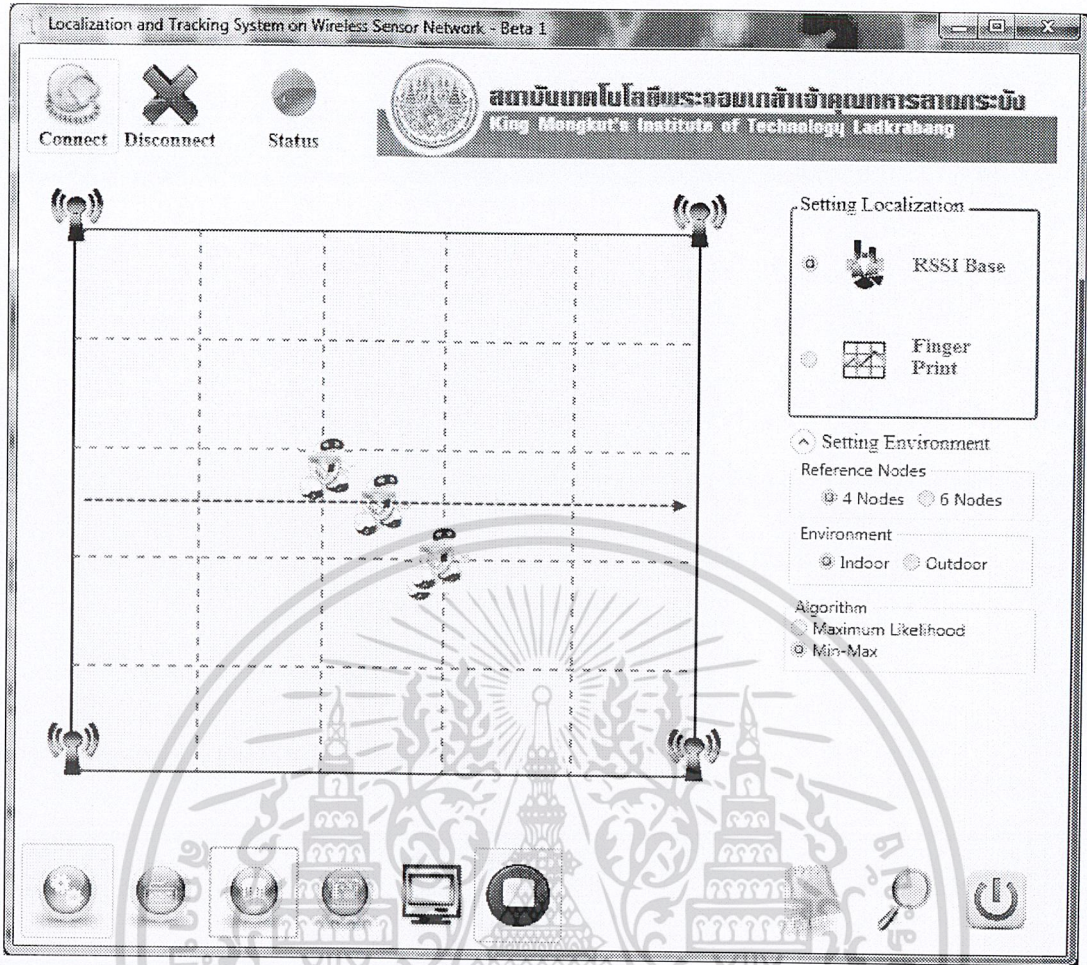 Localization and Tracking System on Wireless Sensor Network - Beta 1
Connect
Disconnect
Status
สถาบันเทคโนโลยีพระจอมเกล้าเจ้าคุณทหารลาดกระบัง
King Mongkut's Institute of Technology Ladkrabang
Setting Localization
RSSI Base
Finger
Print
Setting Environment
Reference Nodes
4 Nodes
6 Nodes
Environment
Indoor
Outdoor
Algorithm
Maximum Likelihood
Min-Max